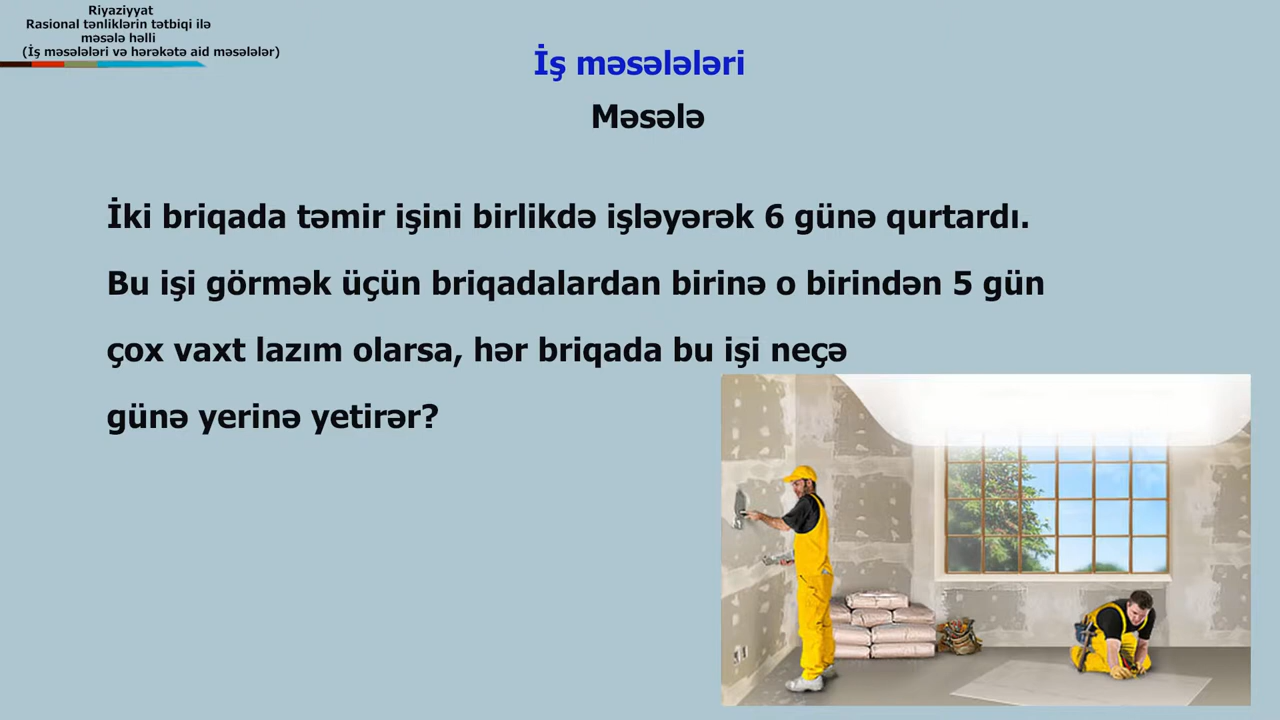 Riyaziyyat
Rasional tənliklərin tətbiqi ilə
məsələ həlli
(İş məsələləri və hərəkətə aid məsələlər)
İş məsələləri
Məsələ
İki briqada təmir işini birlikdə işləyərək 6 günə qurtardı.
Bu işi görmək üçün briqadalardan birinə o birindən 5 gün
çox vaxt lazım olarsa, hər briqada bu işi neçə
günə yerinə yetirər?